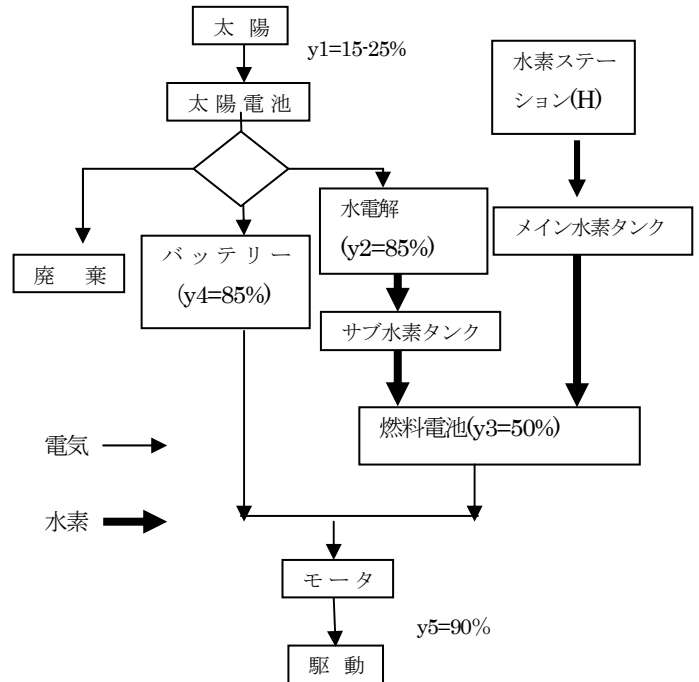 太 陽
y1=15-25%
太 陽 電 池
水素ステー
ション(H)
水電解
(y2=85%)
メイン水素タンク
廃 棄
バ ッ テ リ ー
(y4=85%)
サブ水素タンク
燃料電池(y3=50%)
電気
水素
モ ー タ
y5=90%
駆 動